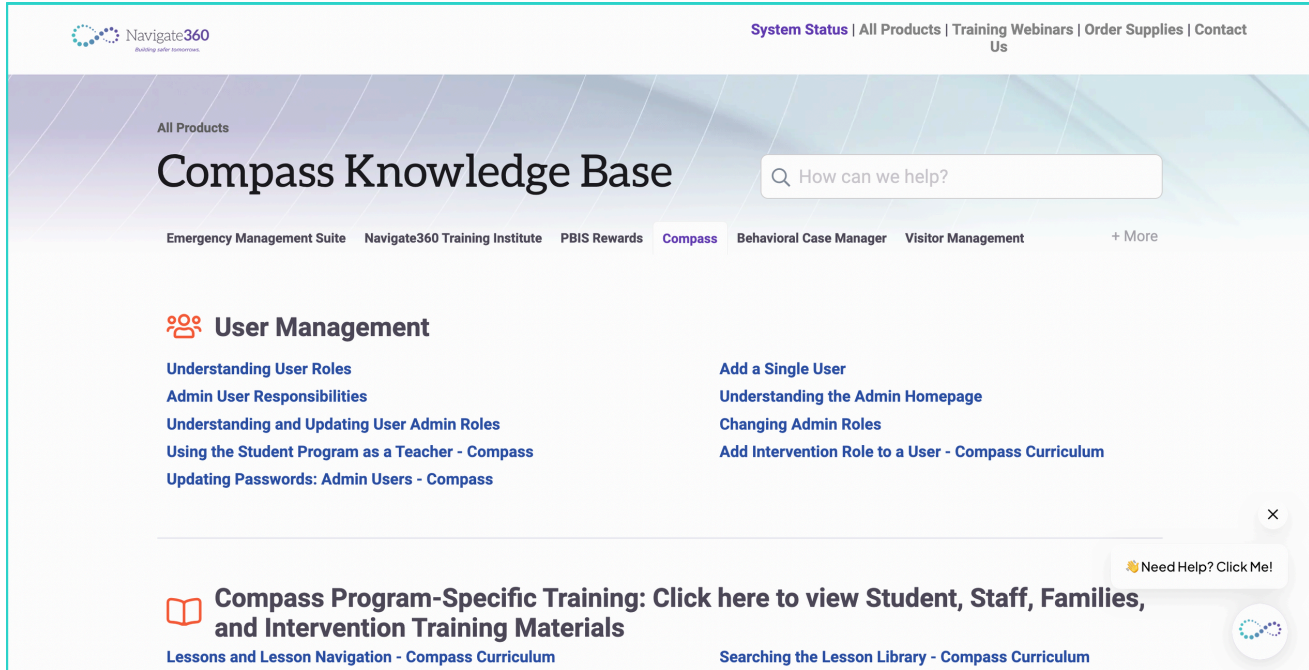 Navigate360
Building safer tomorrows.
System Status | All Products | Training Webinars | Order Supplies | Contact
Us
All Products
Compass Knowledge Base
How can we help?
Emergency Management Suite Navigate360 Training Institute PBIS Rewards Compass Behavioral Case Manager Visitor Management + More
User Management
Understanding User Roles
Admin User Responsibilities
Understanding and Updating User Admin Roles
Using the Student Program as a Teacher - Compass
Updating Passwords: Admin Users - Compass
Add a Single User
Understanding the Admin Homepage
Changing Admin Roles
Add Intervention Role to a User - Compass Curriculum
👋Need Help? Click Me!
Compass Program-Specific Training: Click here to view Student, Staff, Families,
and Intervention Training Materials
Lessons and Lesson Navigation - Compass Curriculum
Searching the Lesson Library - Compass Curriculum